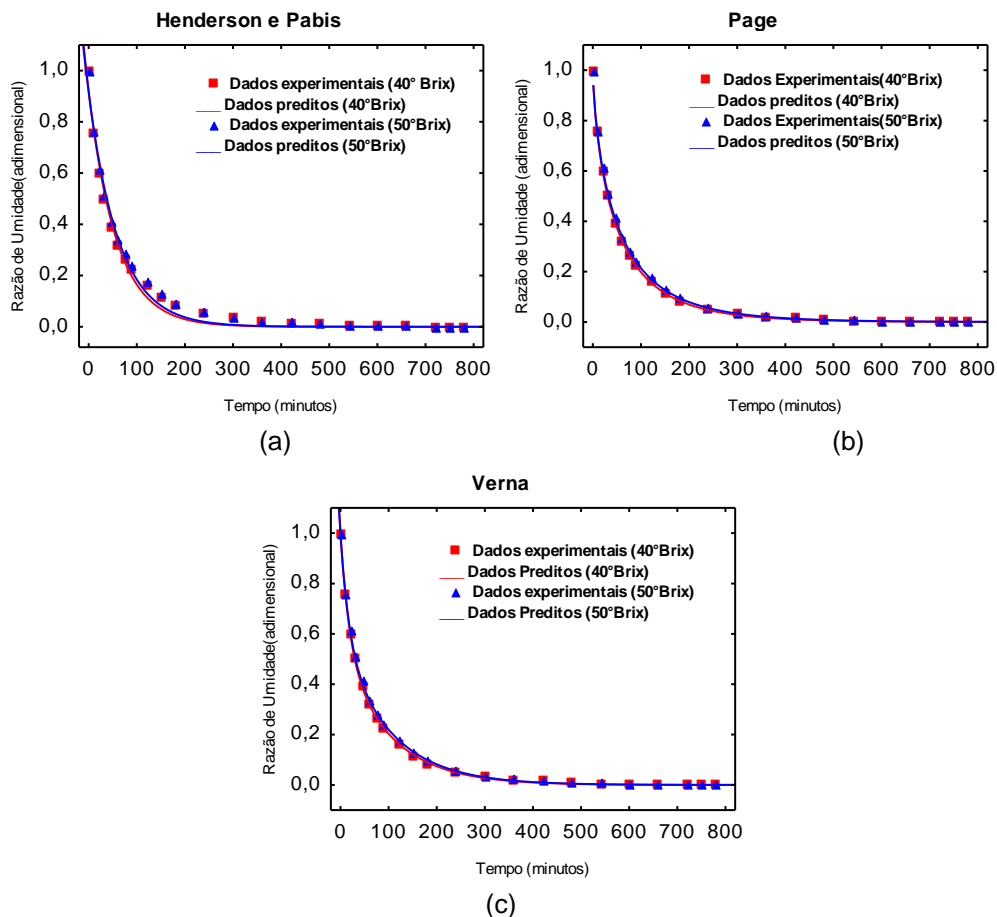 Henderson e Pabis
Razão de Umidade(adimensional)
1,0
0,8
0,6
0,4
0,2
0,0
Dados experimentais (40° Brix)
___ Dados preditos (40°Brix)
Dados experimentais (50°Brix)
___ Dados preditos (50°Brix)
0 100 200 300 400 500 600 700 800
Tempo (minutos)
(a)
Page
Razão de Umidade (adimensional)
1,0
0,8
0,6
0,4
0,2
0,0
Dados Experimentais(40°Brix)
___ Dados preditos (40°Brix)
Dados Experimentais(50°Brix)
___ Dados preditos (50°Brix)
0 100 200 300 400 500 600 700 800
Tempo (minutos)
(b)
Verna
Razão de Umidade(adimensional)
1,0
0,8
0,6
0,4
0,2
0,0
Dados experimentais (40°Brix)
___ Dados Preditos (40°Brix)
Dados experimentais (50°Brix)
___ Dados Preditos (50°Brix)
0 100 200 300 400 500 600 700 800
Tempo (minutos)
(c)